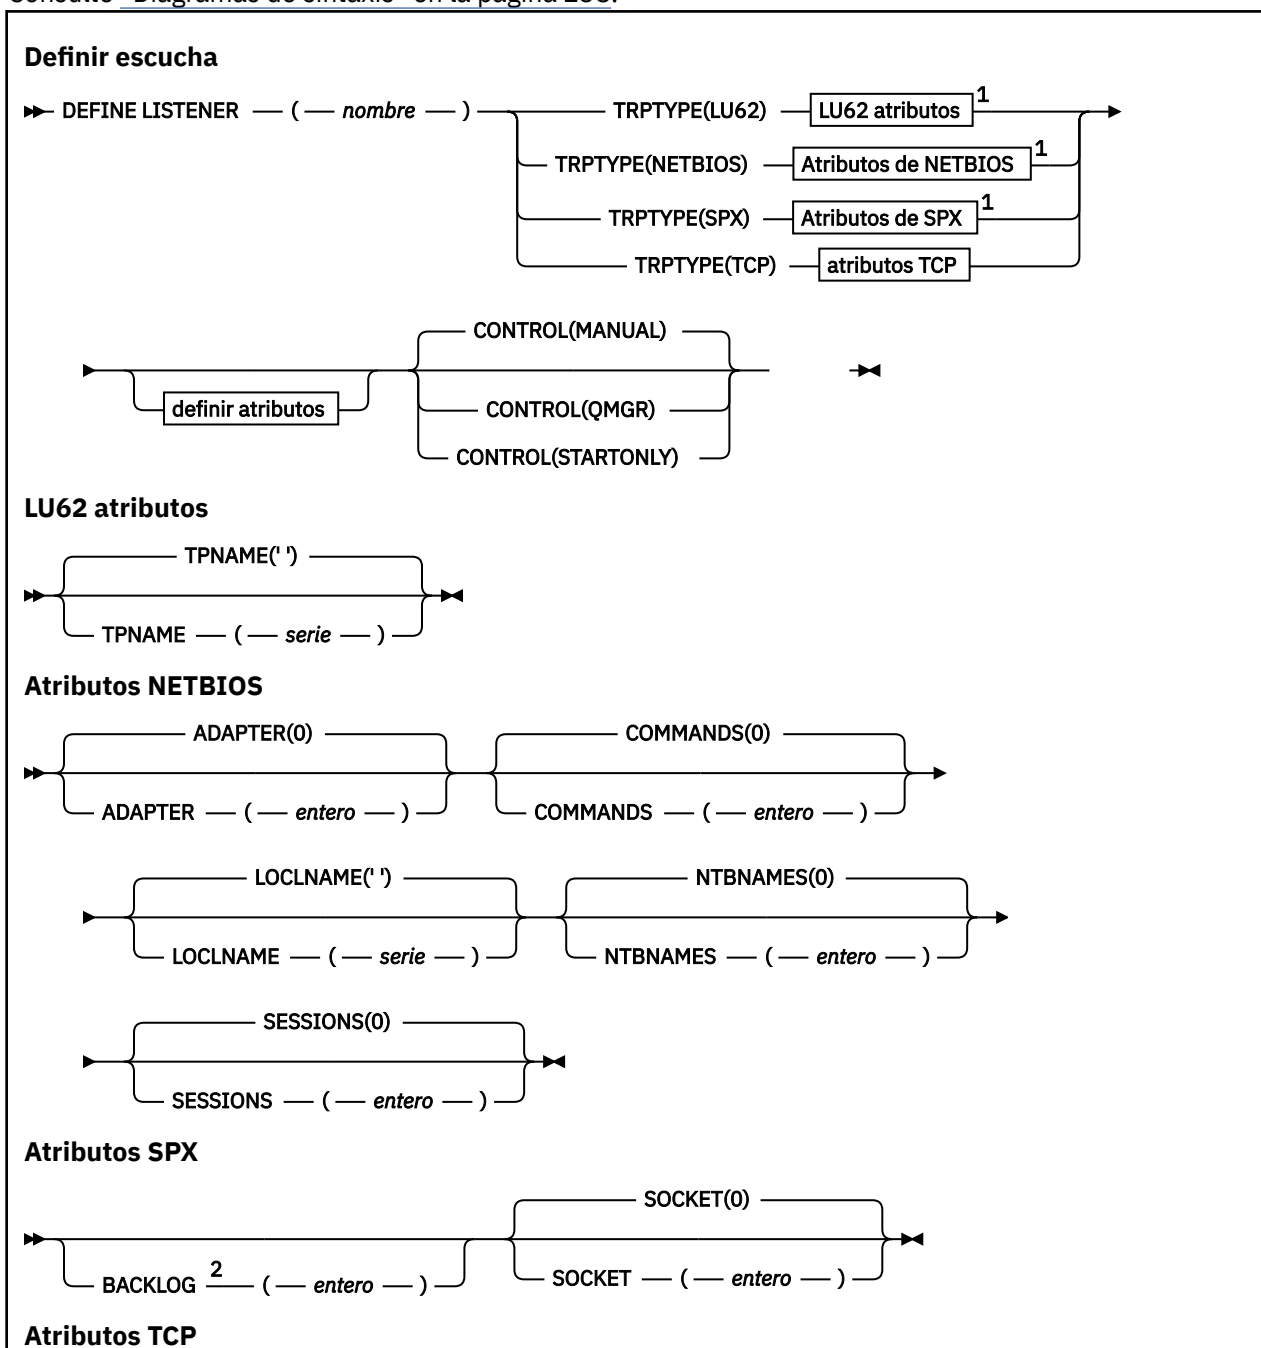 Consulte "Diagramas de sintaxis" en la página
Definir escucha
DEFINE LISTENER ( nombre ) TRPTYPE(LU62) LU62 atributos 1
TRPTYPE(NETBIOS) Atributos de NETBIOS 1
TRPTYPE(SPX) Atributos de SPX 1
TRPTYPE(TCP) atributos TCP
CONTROL(MANUAL)
definir atributos CONTROL(QMGR)
CONTROL(STARTONLY)
LU62 atributos
TPNAME(' ')
TPNAME ( serie )
Atributos NETBIOS
ADAPTER(0) COMMANDS(0)
ADAPTER ( entero ) COMMANDS ( entero )
LOCLNAME(' ') NTBNAMES(0)
LOCLNAME ( serie ) NTBNAMES ( entero )
SESSIONS(0)
SESSIONS ( entero )
Atributos SPX
SOCKET(0)
BACKLOG 2 ( entero ) SOCKET ( entero )
Atributos TCP